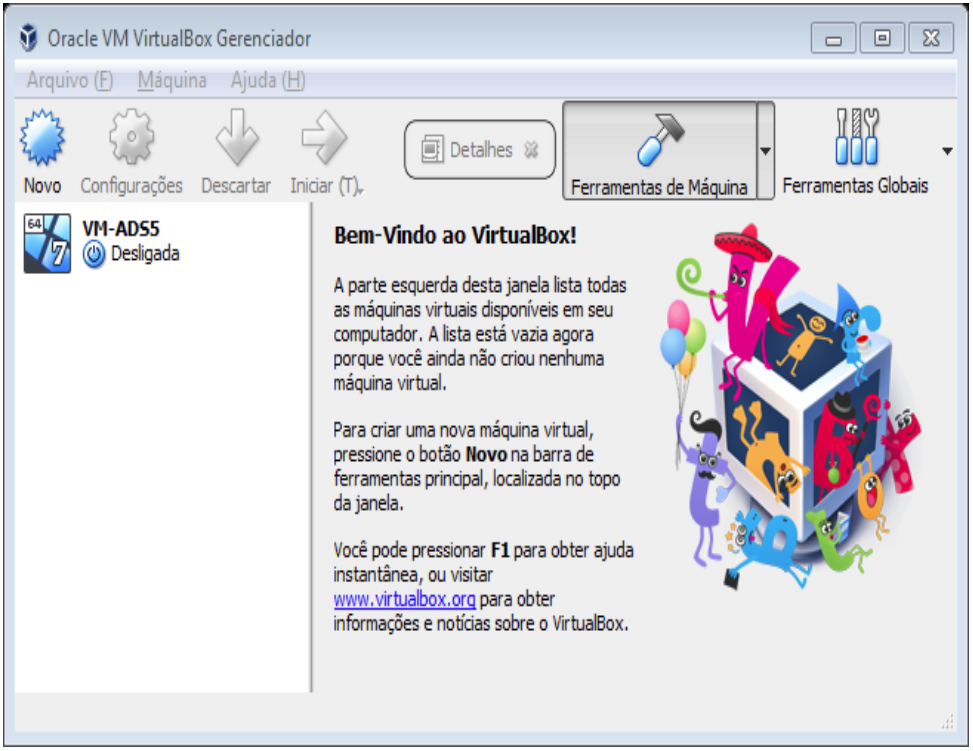 Oracle VM VirtualBox Gerenciador
Arquivo (F) Máquina Ajuda (H)
Novo Configurações Descartar Iniciar (T) Detalhes Ferramentas de Máquina Ferramentas Globais
64
7
VM-ADS5
Desligada
Bem-Vindo ao VirtualBox!
A parte esquerda desta janela lista todas
as máquinas virtuais disponíveis em seu
computador. A lista está vazia agora
porque você ainda não criou nenhuma
máquina virtual.
Para criar uma nova máquina virtual,
pressione o botão Novo na barra de
ferramentas principal, localizada no topo
da janela.
Você pode pressionar F1 para obter ajuda
instantânea, ou visitar
www.virtualbox.org para obter
informações e notícias sobre o VirtualBox.